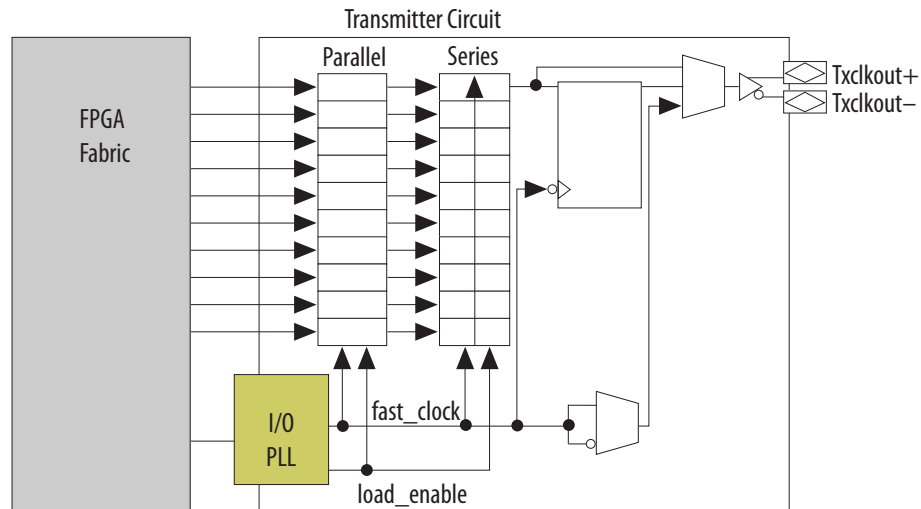 Transmitter Circuit
Parallel
Series
Txclkout+
Txclkout–
FPGA
Fabric
I/O
PLL
fast_clock
load_enable